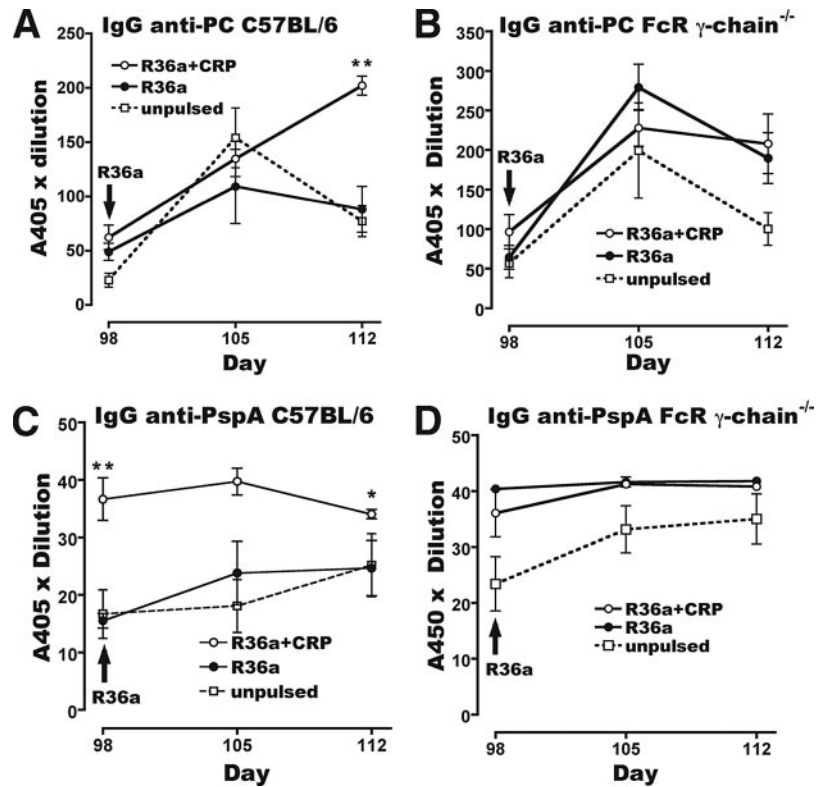 A IgG anti-PC C57BL/6
250
200
150
100
50
0
A405 x dilution
R36a+CRP
R36a
unpulsed
**
R36a
98 105 112
Day
B IgG anti-PC FcR γ-chain-/-
350
300
250
200
150
100
50
0
A405 x Dilution
R36a
R36a+CRP
R36a
unpulsed
98 105 112
Day
C IgG anti-PspA C57BL/6
50
40
30
20
10
0
A405 x Dilution
**
*
R36a+CRP
R36a
unpulsed
R36a
98 105 112
Day
D IgG anti-PspA FcR γ-chain-/-
50
40
30
20
10
0
A450 x Dilution
R36a+CRP
R36a
unpulsed
R36a
98 105 112
Day